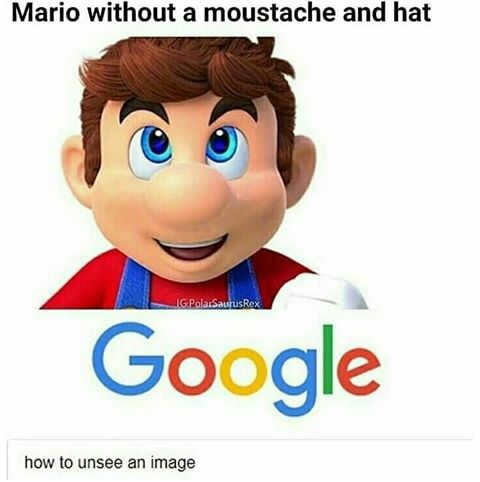 Mario without a moustache and hat
IG:PolarSaurusRex
Google
how to unsee an image